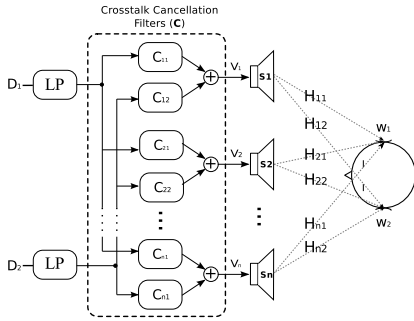 Crosstalk Cancellation
Filters (C)
D1
LP
C11
C12
V1
S1
H11
H12
w1
C21
C22
V2
S2
H21
H22
w2
D2
LP
Cn1
Cn1
Vn
Sn
Hn1
Hn2